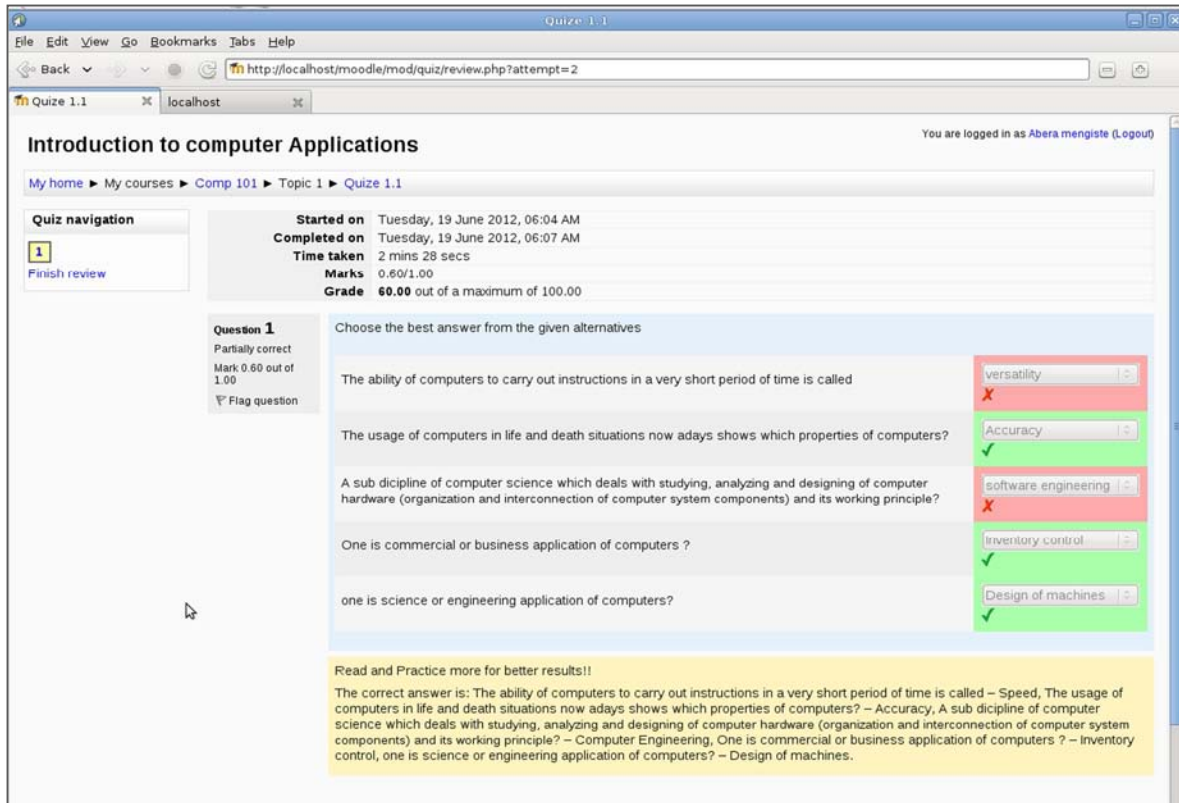 Quize 1.1
File Edit View Go Bookmarks Tabs Help
Back http://localhost/moodle/mod/quiz/review.php?attempt=2
Quize 1.1 localhost
Introduction to computer Applications
You are logged in as Abera mengiste (Logout)
My home ► My courses ► Comp 101 ► Topic 1 ► Quize 1.1
Quiz navigation
1
Finish review
Started on Tuesday, 19 June 2012, 06:04 AM
Completed on Tuesday, 19 June 2012, 06:07 AM
Time taken 2 mins 28 secs
Marks 0.60/1.00
Grade 60.00 out of a maximum of 100.00
Question 1
Partially correct
Mark 0.60 out of
1.00
Flag question
Choose the best answer from the given alternatives
The ability of computers to carry out instructions in a very short period of time is called
versatility
The usage of computers in life and death situations now adays shows which properties of computers?
Accuracy
A sub dicipline of computer science which deals with studying, analyzing and designing of computer
hardware (organization and interconnection of computer system components) and its working principle?
software engineering
One is commercial or business application of computers ?
Inventory control
one is science or engineering application of computers?
Design of machines
Read and Practice more for better results!!
The correct answer is: The ability of computers to carry out instructions in a very short period of time is called – Speed, The usage of
computers in life and death situations now adays shows which properties of computers? – Accuracy, A sub dicipline of computer
science which deals with studying, analyzing and designing of computer hardware (organization and interconnection of computer system
components) and its working principle? – Computer Engineering, One is commercial or business application of computers ? – Inventory
control, one is science or engineering application of computers? – Design of machines.